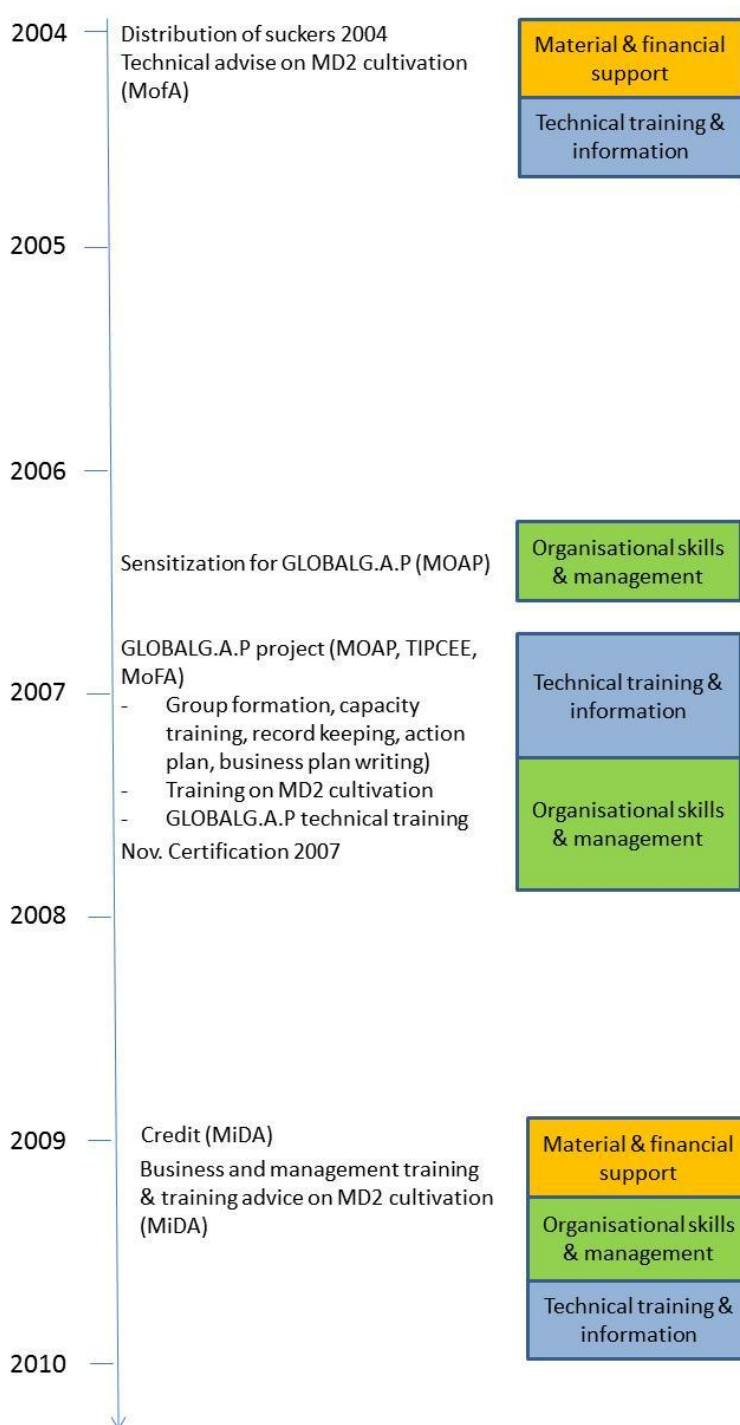 2004
Distribution of suckers 2004
Technical advise on MD2 cultivation
(MofA)
Material & financial
support
Technical training &
information
2005
2006
Sensitization for GLOBALG.A.P (MOAP)
Organisational skills
& management
GLOBALG.A.P project (MOAP, TIPCEE,
MoFA)
2007
- Group formation, capacity
training, record keeping, action
plan, business plan writing)
- Training on MD2 cultivation
- GLOBALG.A.P technical training
Nov. Certification 2007
Technical training &
information
Organisational skills
& management
2008
2009
Credit (MiDA)
Business and management training
& training advice on MD2 cultivation
(MiDA)
Material & financial
support
Organisational skills
& management
Technical training &
information
2010